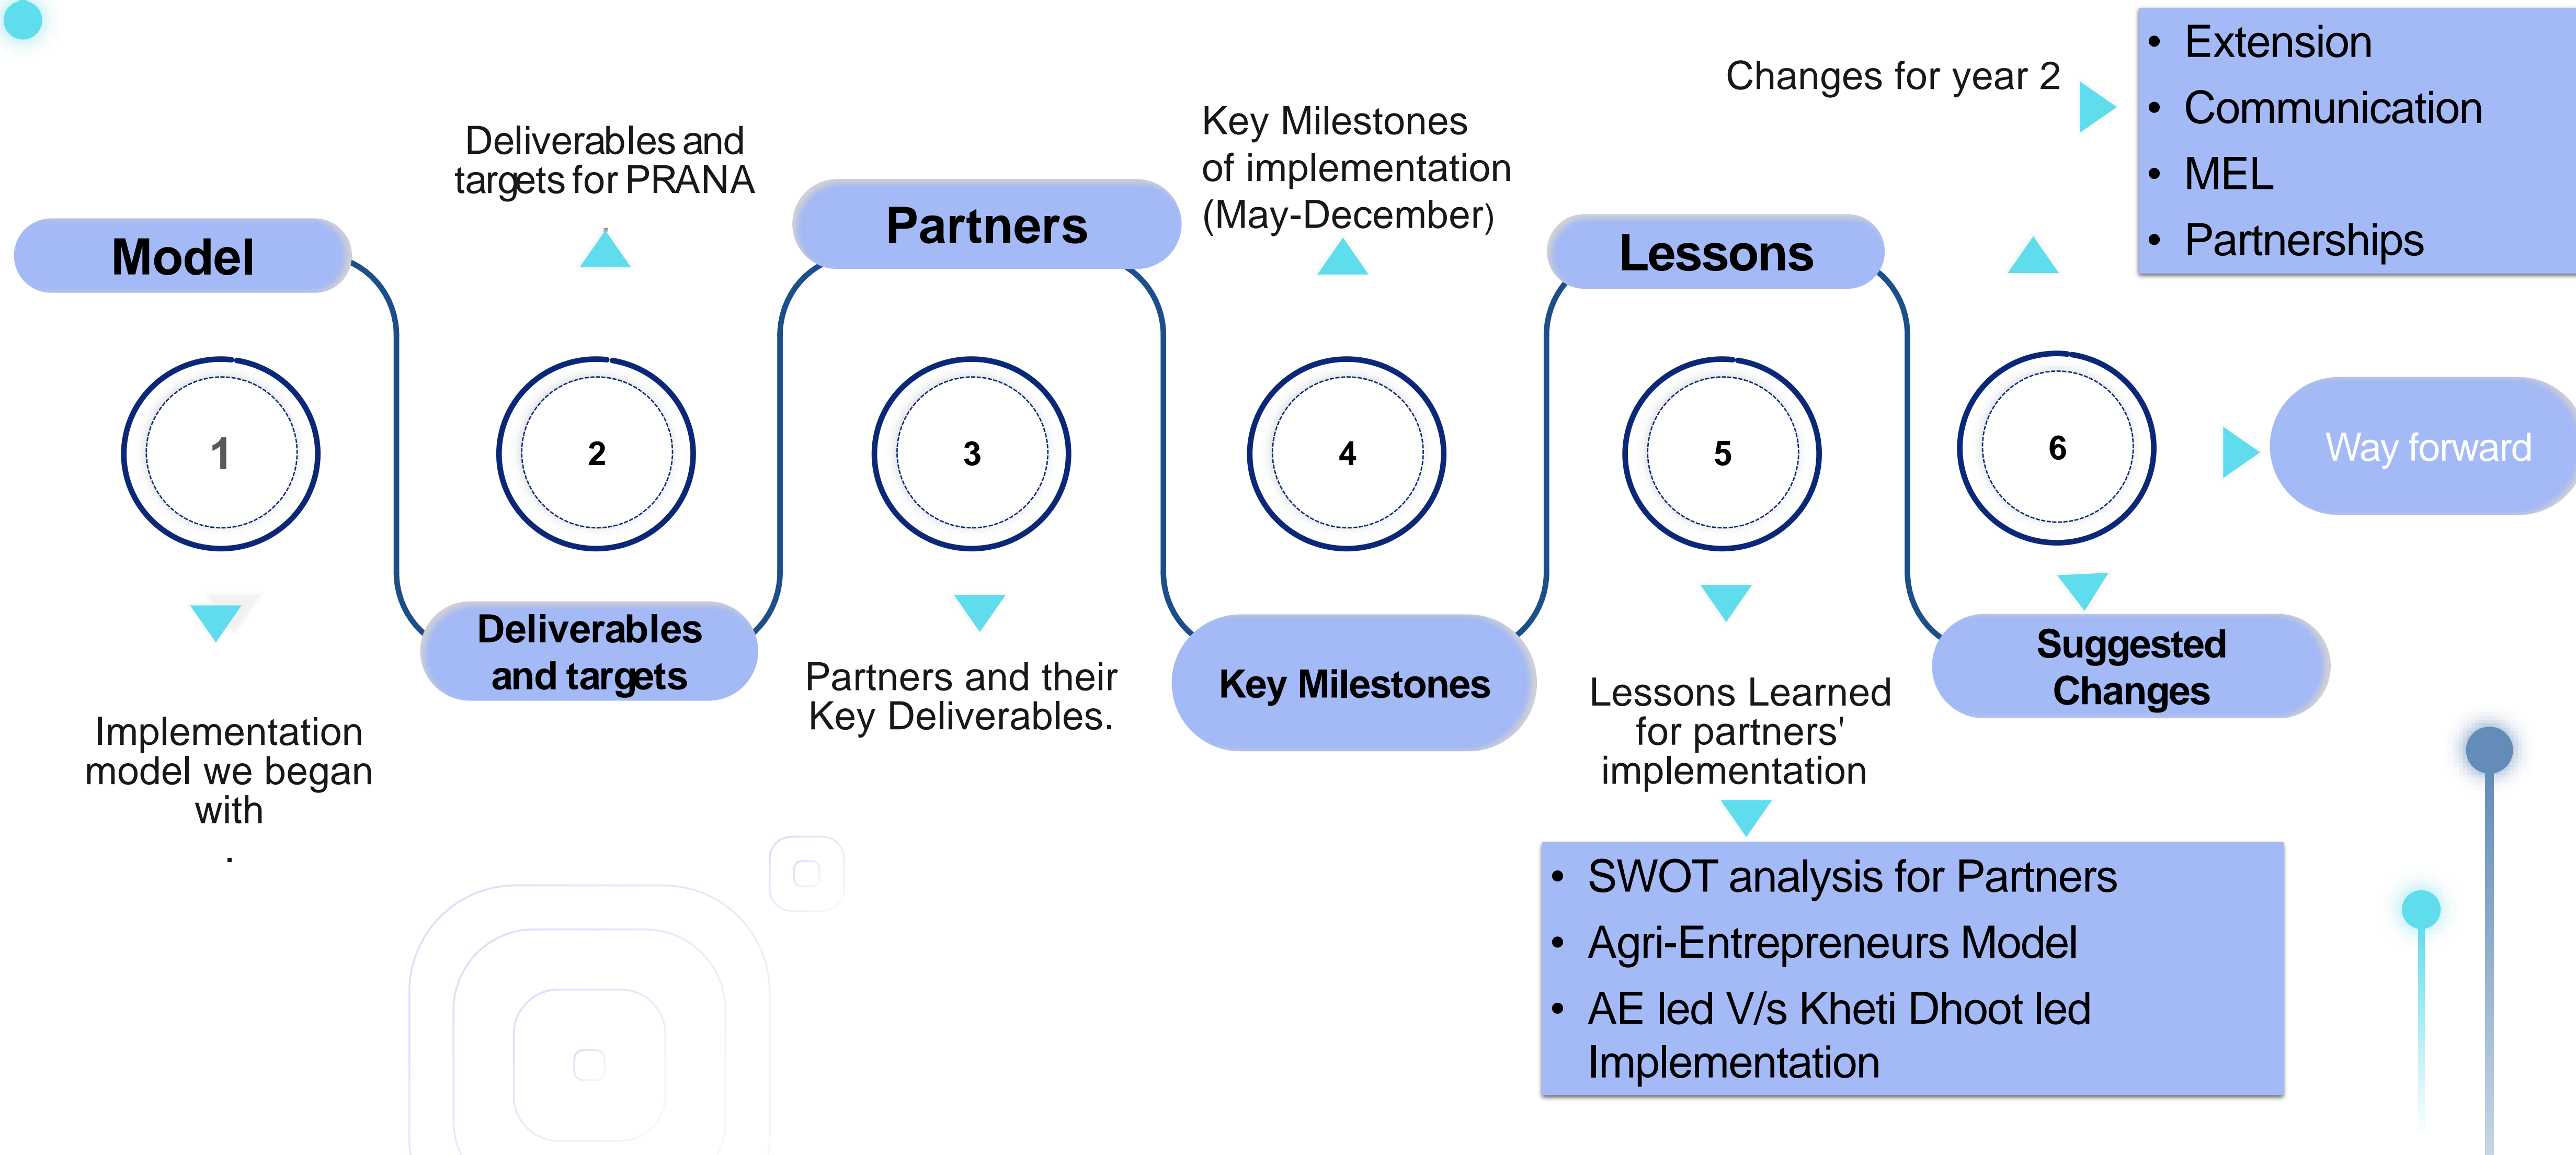 Model
1
Implementation
model we began
with
.
Deliverables and
targets for PRANA
2
Deliverables
and targets
Partners
3
Partners and their
Key Deliverables.
Key Milestones
of implementation
(May-December)
4
Key Milestones
Lessons
5
Lessons Learned
for partners'
implementation
• SWOT analysis for Partners
• Agri-Entrepreneurs Model
• AE led V/s Kheti Dhoot led
Implementation
Changes for year 2
• Extension
• Communication
• MEL
• Partnerships
6
Way forward
Suggested
Changes